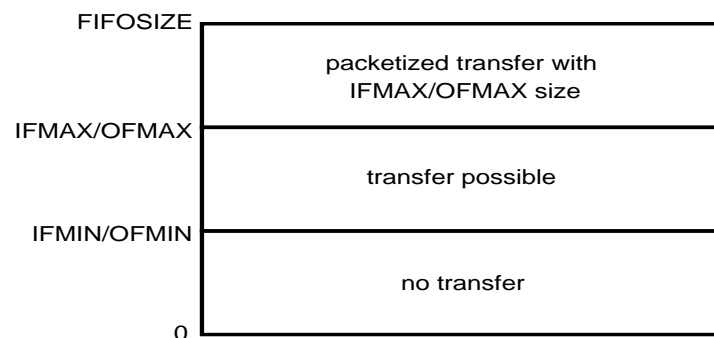 FIFOSIZE
packetized transfer with
IFMAX/OFMAX size
IFMAX/OFMAX
transfer possible
IFMIN/OFMIN
no transfer
0